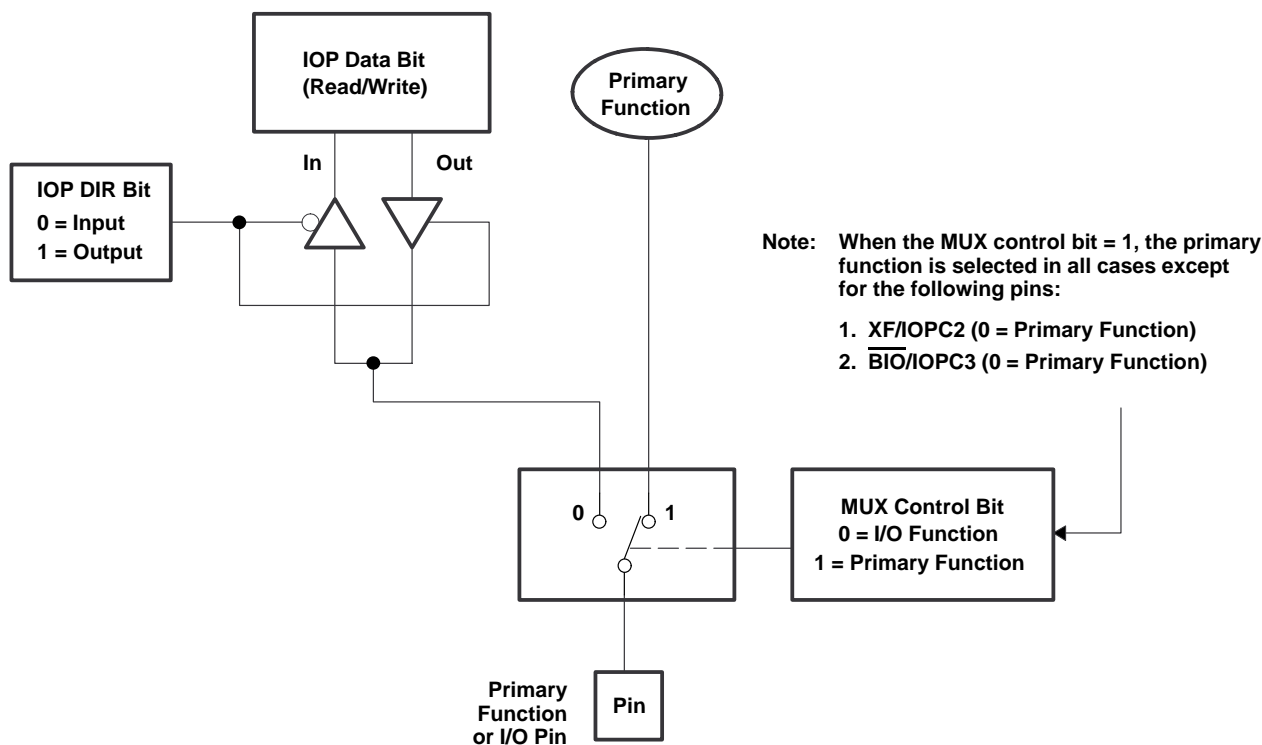 IOP Data Bit
(Read/Write)
Primary
Function
In
Out
IOP DIR Bit
0 = Input
1 = Output
Note: When the MUX control bit = 1, the primary
function is selected in all cases except
for the following pins:
1. XF/IOPC2 (0 = Primary Function)
2. B̅I̅O̅/IOPC3 (0 = Primary Function)
0
1
MUX Control Bit
0 = I/O Function
1 = Primary Function
Primary
Function
or I/O Pin
Pin